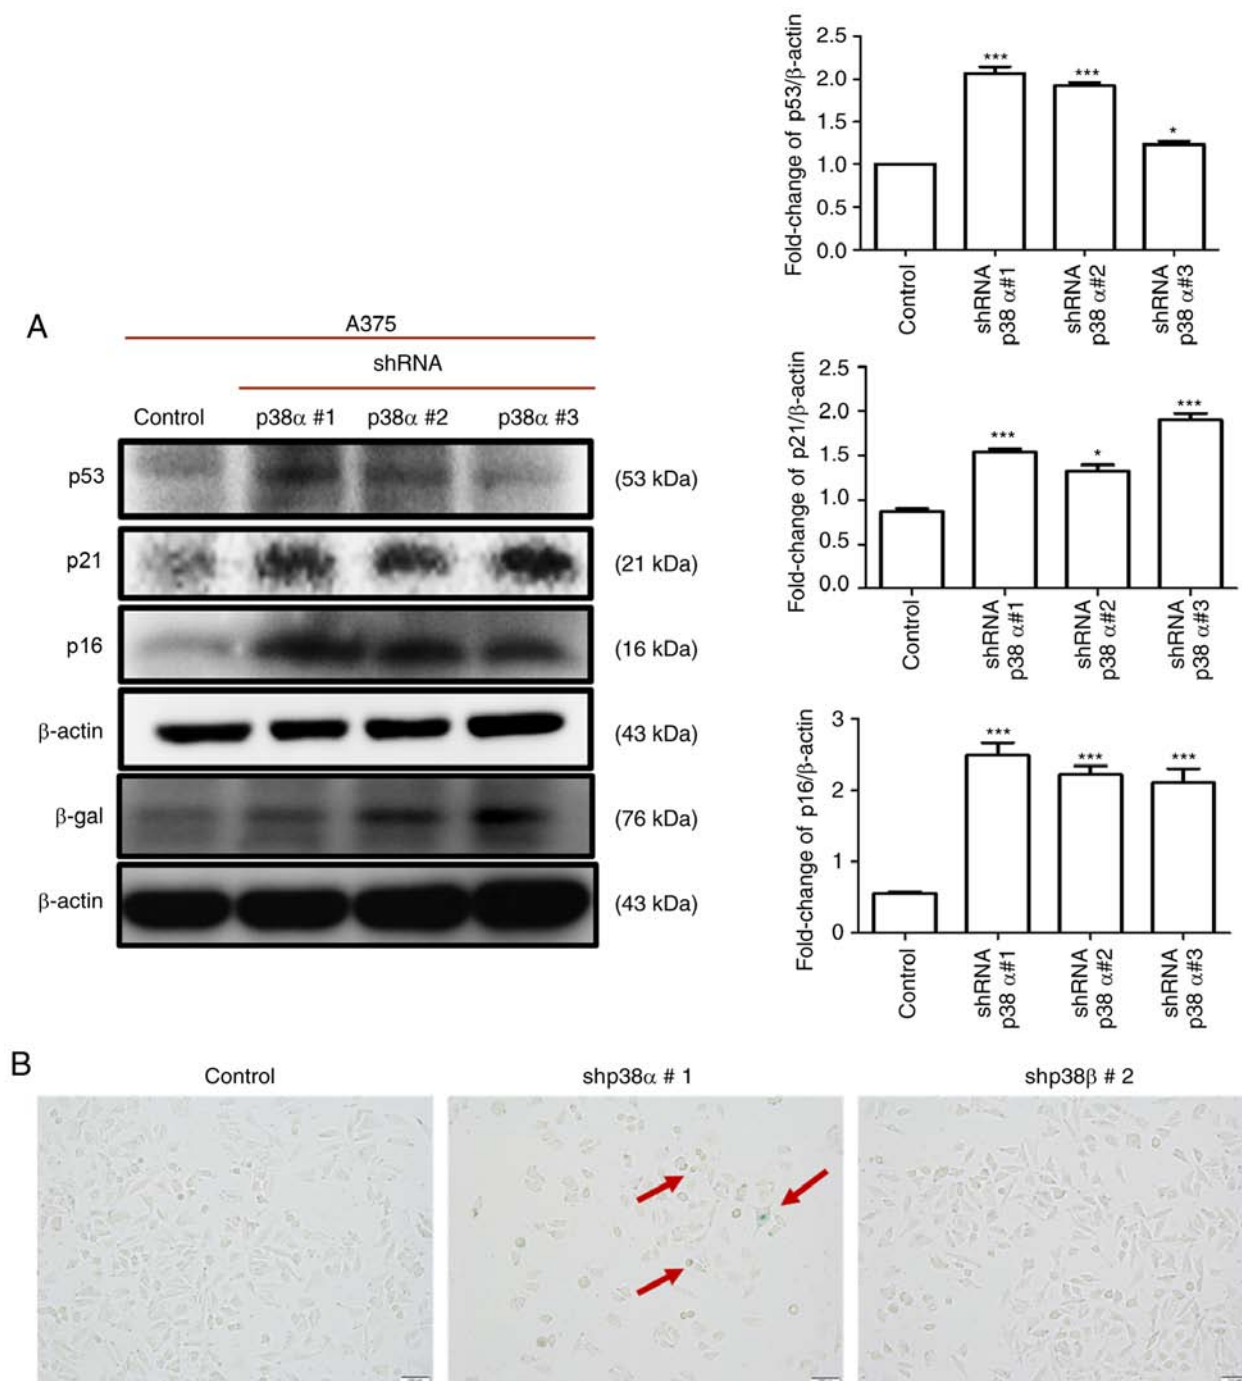 A
A375
shRNA
Control p38α #1 p38α #2 p38α #3
p53 (53 kDa)
p21 (21 kDa)
p16 (16 kDa)
β-actin (43 kDa)
β-gal (76 kDa)
β-actin (43 kDa)
Fold-change of p53/β-actin
2.5
2.0
1.5
1.0
0.5
0.0
*** *** *
Control
shRNA p38 α#1
shRNA p38 α#2
shRNA p38 α#3
Fold-change of p21/β-actin
2.5
2.0
1.5
1.0
0.5
0.0
*** * ***
Control
shRNA p38 α#1
shRNA p38 α#2
shRNA p38 α#3
Fold-change of p16/β-actin
3
2
1
0
*** *** ***
Control
shRNA p38 α#1
shRNA p38 α#2
shRNA p38 α#3
B
Control shp38α # 1 shp38β # 2